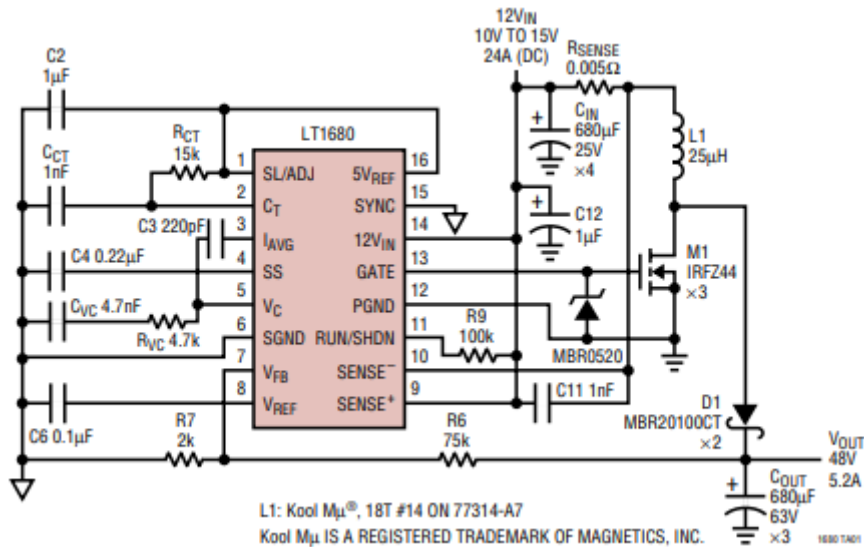 12VIN
10V TO 15V
24A (DC)
RSENSE
0.005Ω
C2
1µF
CIN
680µF
25V
×4
L1
25µH
RCT
15k
LT1680
CCT
1nF
1
SL/ADJ
5VREF
16
2
CT
SYNC
15
C12
1µF
C3 220pF
3
IAVG
12VIN
14
M1
IRFZ44
×3
C4 0.22µF
4
SS
GATE
13
CVC 4.7nF
5
VC
PGND
12
RVC 4.7k
6
SGND
RUN/SHDN
11
R9
100k
MBR0520
7
VFB
SENSE−
10
8
VREF
SENSE+
9
C11 1nF
D1
MBR20100CT
×2
C6 0.1µF
R7
2k
R6
75k
VOUT
48V
5.2A
COUT
680µF
63V
×3
L1: Kool Mµ®, 18T #14 ON 77314-A7
Kool Mµ IS A REGISTERED TRADEMARK OF MAGNETICS, INC.
1680 TA01